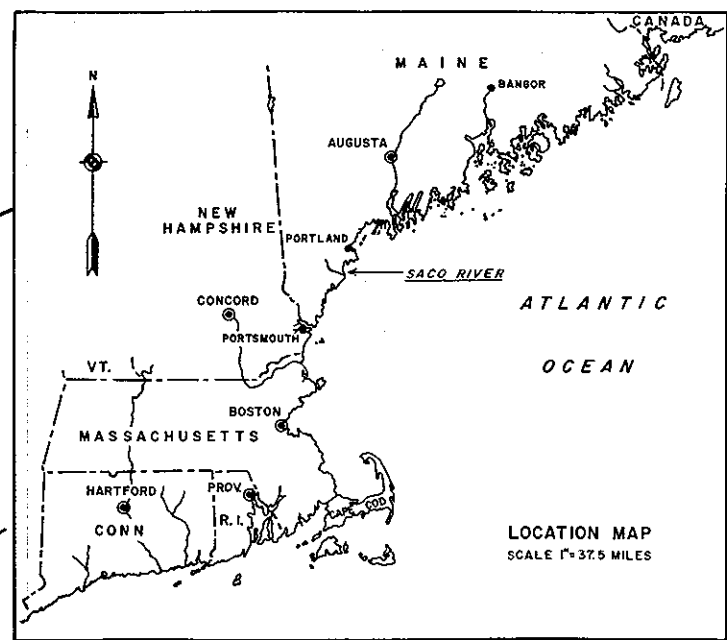 CANADA
MAINE
BANGOR
N
AUGUSTA
NEW
HAMPSHIRE
PORTLAND
SACO RIVER
CONCORD
ATLANTIC
PORTSMOUTH
OCEAN
VT.
BOSTON
MASSACHUSETTS
HARTFORD
PROV.
CAPE COD
R.I.
CONN
LOCATION MAP
SCALE 1"= 37.5 MILES